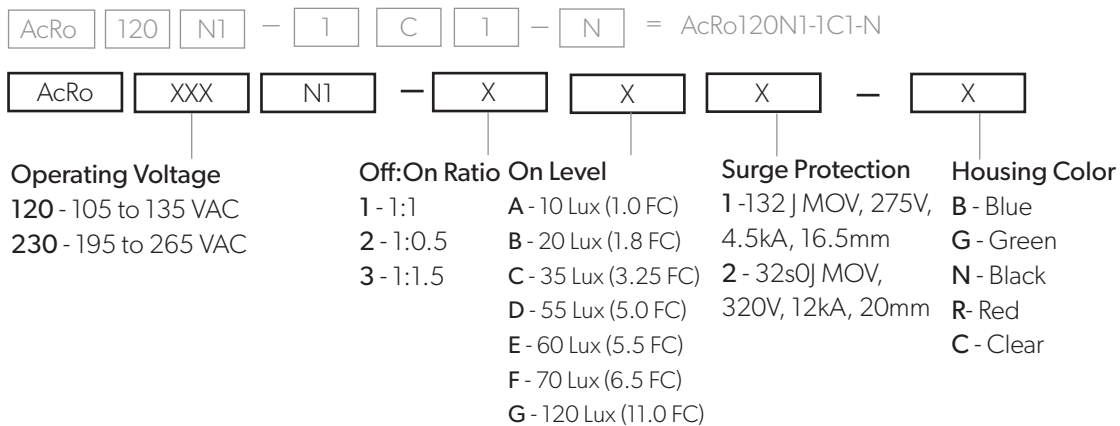 AcRo 120 N1 – 1 C 1 – N = AcRo120N1-1C1-N
AcRo XXX N1 – X X X – X
Operating Voltage
120 - 105 to 135 VAC
230 - 195 to 265 VAC
Off:On Ratio
1 - 1:1
2 - 1:0.5
3 - 1:1.5
On Level
A - 10 Lux (1.0 FC)
B - 20 Lux (1.8 FC)
C - 35 Lux (3.25 FC)
D - 55 Lux (5.0 FC)
E - 60 Lux (5.5 FC)
F - 70 Lux (6.5 FC)
G - 120 Lux (11.0 FC)
Surge Protection
1 -132 J MOV, 275V,
4.5kA, 16.5mm
2 - 32s0J MOV,
320V, 12kA, 20mm
Housing Color
B - Blue
G - Green
N - Black
R- Red
C - Clear